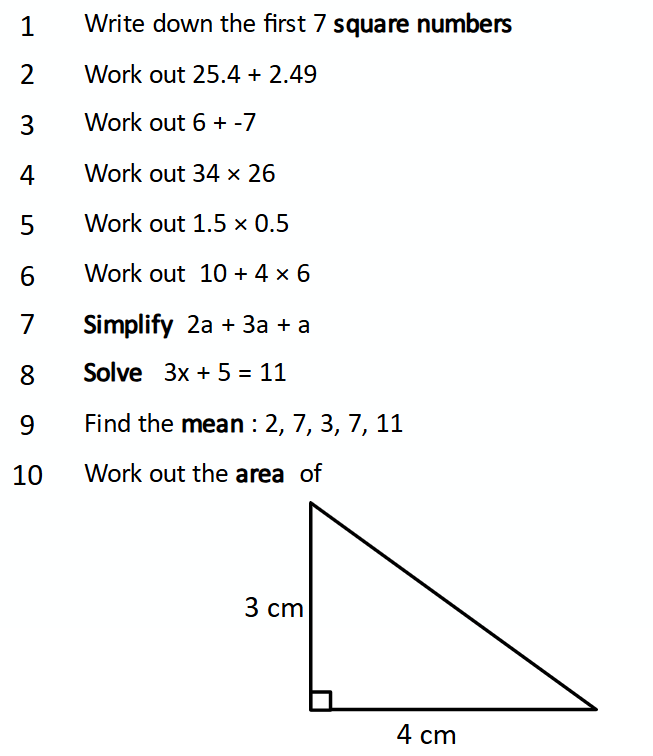 1 Write down the first 7 square numbers
2 Work out 25.4 + 2.49
3 Work out 6 + -7
4 Work out 34 × 26
5 Work out 1.5 × 0.5
6 Work out 10 + 4 × 6
7 Simplify 2a + 3a + a
8 Solve 3x + 5 = 11
9 Find the mean : 2, 7, 3, 7, 11
10 Work out the area of
3 cm
4 cm